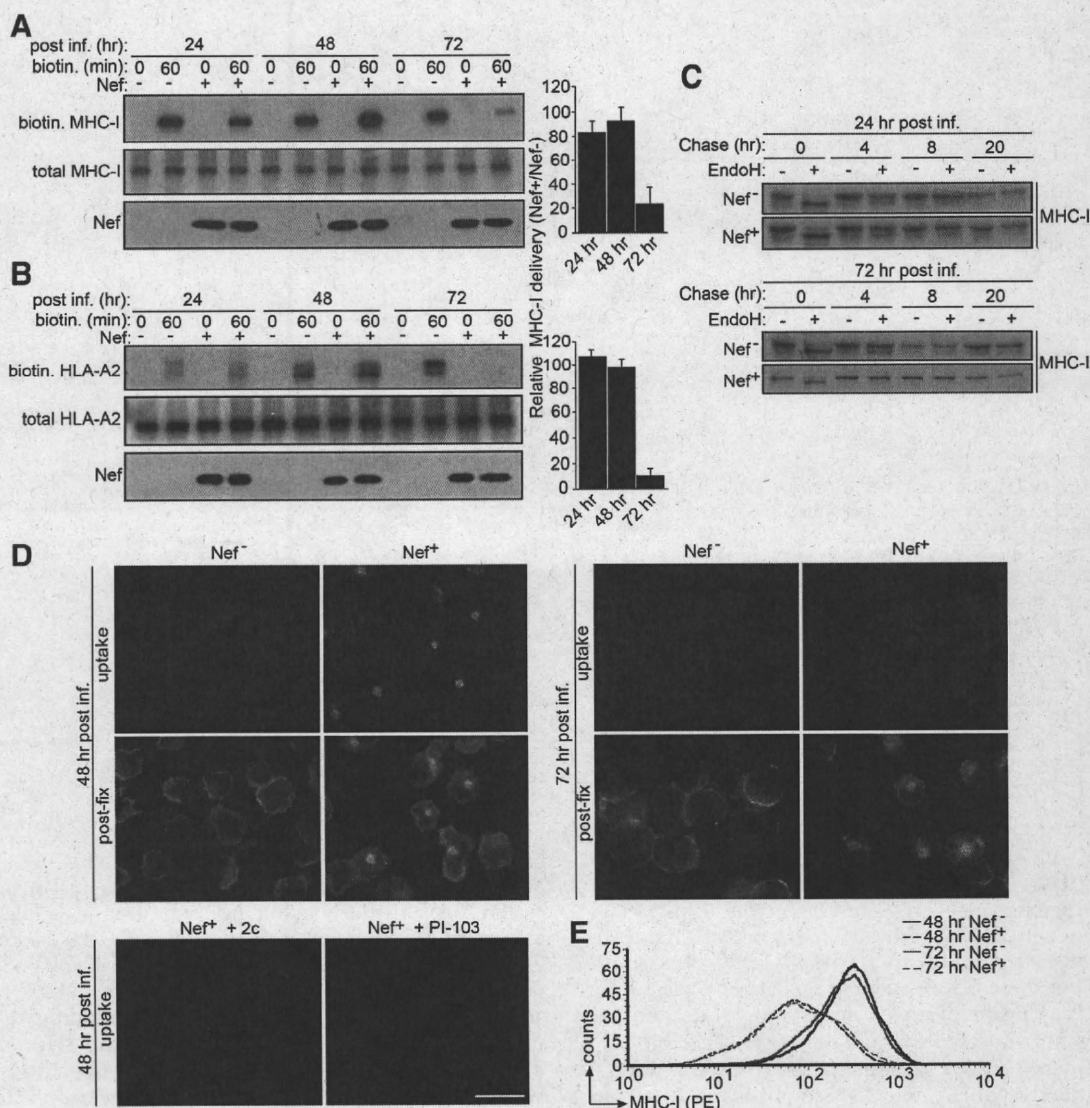 A
post inf. (hr): 24 48 72
biotin. (min): 0 60 0 60 0 60 0 60 0 60 0 60
Nef: - - + + - - + + - - + +
biotin. MHC-I
total MHC-I
Nef
B
post inf. (hr): 24 48 72
biotin. (min): 0 60 0 60 0 60 0 60 0 60 0 60
Nef: - - + + - - + + - - + +
biotin. HLA-A2
total HLA-A2
Nef
Relative MHC-I delivery (Nef+/Nef-)
120
100
80
60
40
20
0
24 hr 48 hr 72 hr
120
100
80
60
40
20
0
24 hr 48 hr 72 hr
C
24 hr post inf.
Chase (hr): 0 4 8 20
EndoH: - + - + - + - +
Nef-
Nef+
MHC-I
72 hr post inf.
Chase (hr): 0 4 8 20
EndoH: - + - + - + - +
Nef-
Nef+
MHC-I
D
Nef- Nef+
48 hr post inf.
uptake
post-fix
Nef- Nef+
72 hr post inf.
uptake
post-fix
Nef+ + 2c Nef+ + PI-103
48 hr post inf.
uptake
E
48 hr Nef-
48 hr Nef+
72 hr Nef-
72 hr Nef+
75
60
45
30
15
0
counts
10^0 10^1 10^2 10^3 10^4
MHC-I (PE)